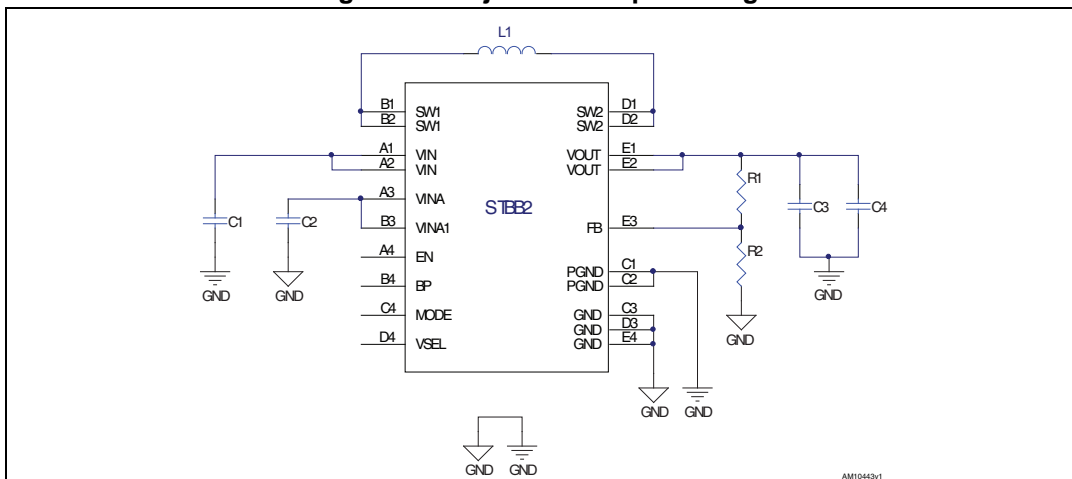 L1
B1 SW1 SW2 D1
B2 SW1 SW2 D2
A1 VIN VOUT E1
A2 VIN VOUT E2
A3 VINA
R1
STBB2
C1 C2 C3 C4
B3 VINA1 FB E3
A4 EN
R2
PGND C1
B4 BP PGND C2
C4 MODE GND C3
GND D3
D4 VSEL GND E4
GND GND GND GND
GND GND
GND GND
AM10443v1